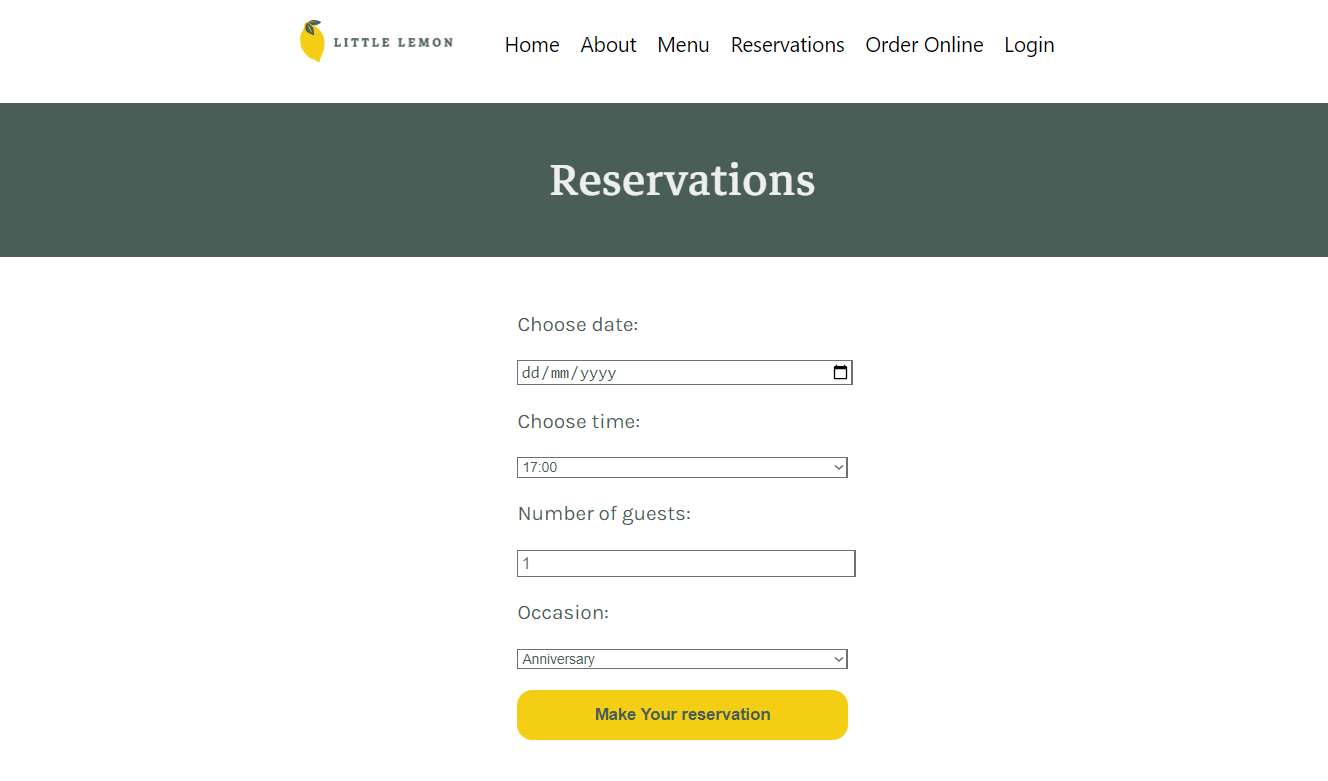 LITTLE LEMON
Home About Menu Reservations Order Online Login
Reservations
Choose date:
dd/mm/yyyy
Choose time:
17:00
Number of guests:
1
Occasion:
Anniversary
Make Your reservation